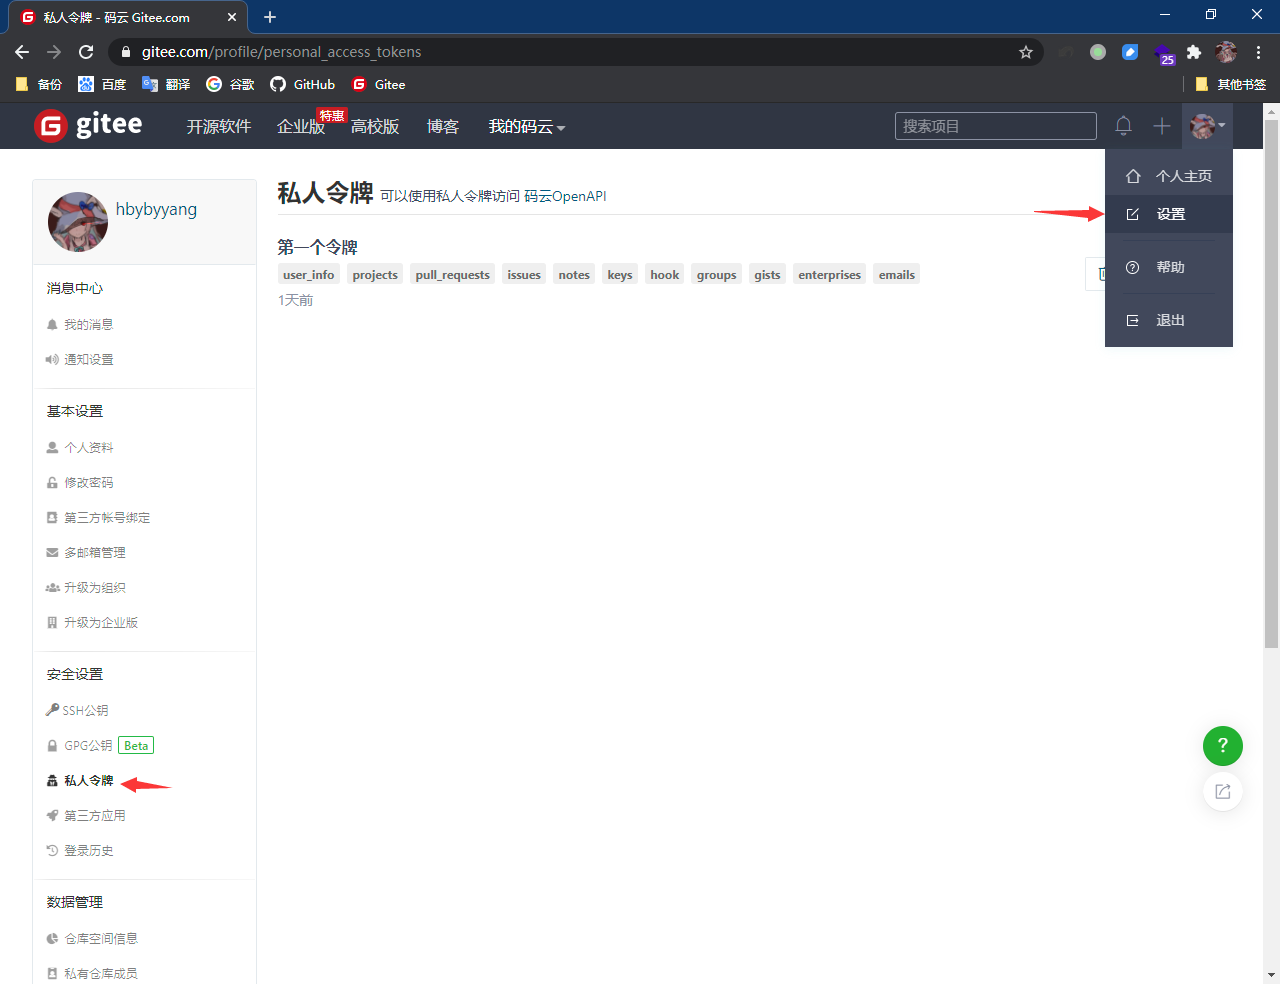 私人令牌 - 码云 Gitee.com
gitee.com/profile/personal_access_tokens
25
备份 百度 翻译 谷歌 GitHub Gitee 其他书签
gitee 开源软件 企业版 特惠 高校版 博客 我的码云 搜索项目
个人主页
设置
帮助
退出
hbybyyang
消息中心
我的消息
通知设置
基本设置
个人资料
修改密码
第三方帐号绑定
多邮箱管理
升级为组织
升级为企业版
安全设置
SSH公钥
GPG公钥 Beta
私人令牌
第三方应用
登录历史
数据管理
仓库空间信息
私有仓库成员
私人令牌 可以使用私人令牌访问 码云OpenAPI
第一个令牌
user_info projects pull_requests issues notes keys hook groups gists enterprises emails
1天前
?